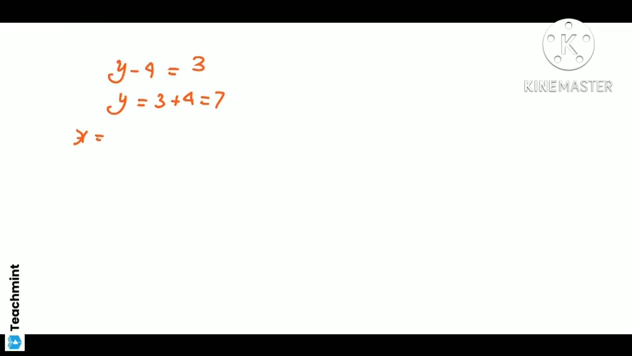 y - 4 = 3
y = 3 + 4 = 7
x =
K
KINEMASTER
Teachmint